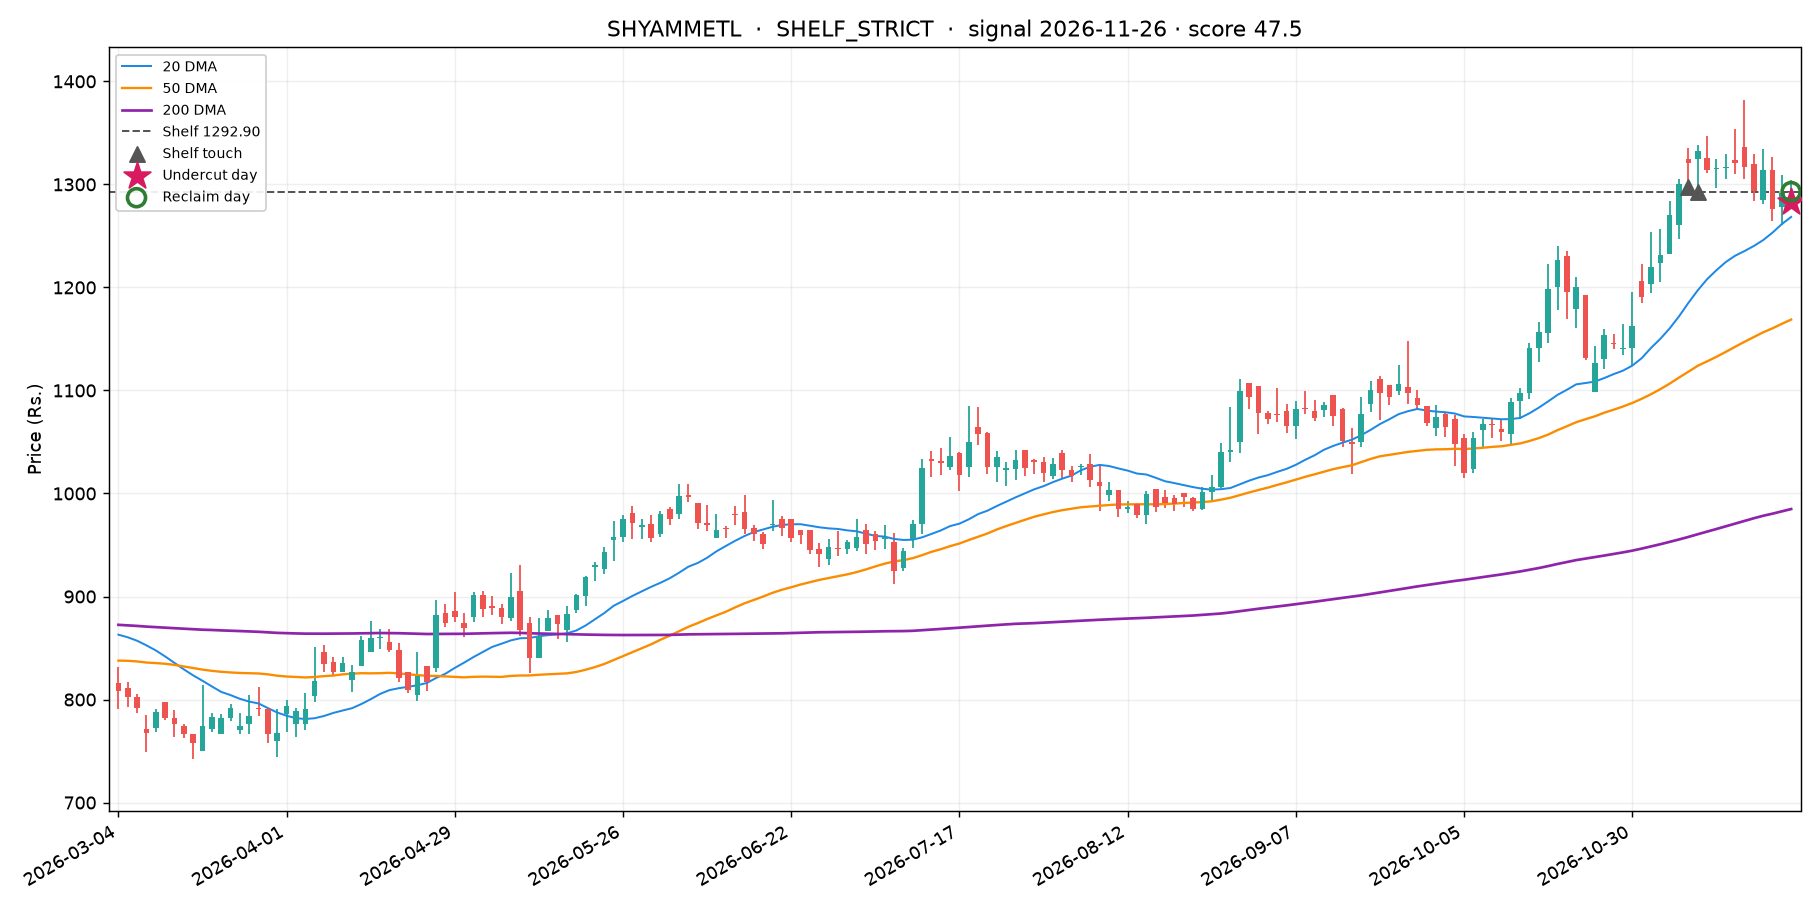 SHYAMMETL · SHELF_STRICT · signal 2026-11-26 · score 47.5
20 DMA
50 DMA
200 DMA
Shelf 1292.90
Shelf touch
Undercut day
Reclaim day
Price (Rs.)
1400
1300
1200
1100
1000
900
800
700
2026-03-04
2026-04-01
2026-04-29
2026-05-26
2026-06-22
2026-07-17
2026-08-12
2026-09-07
2026-10-05
2026-10-30